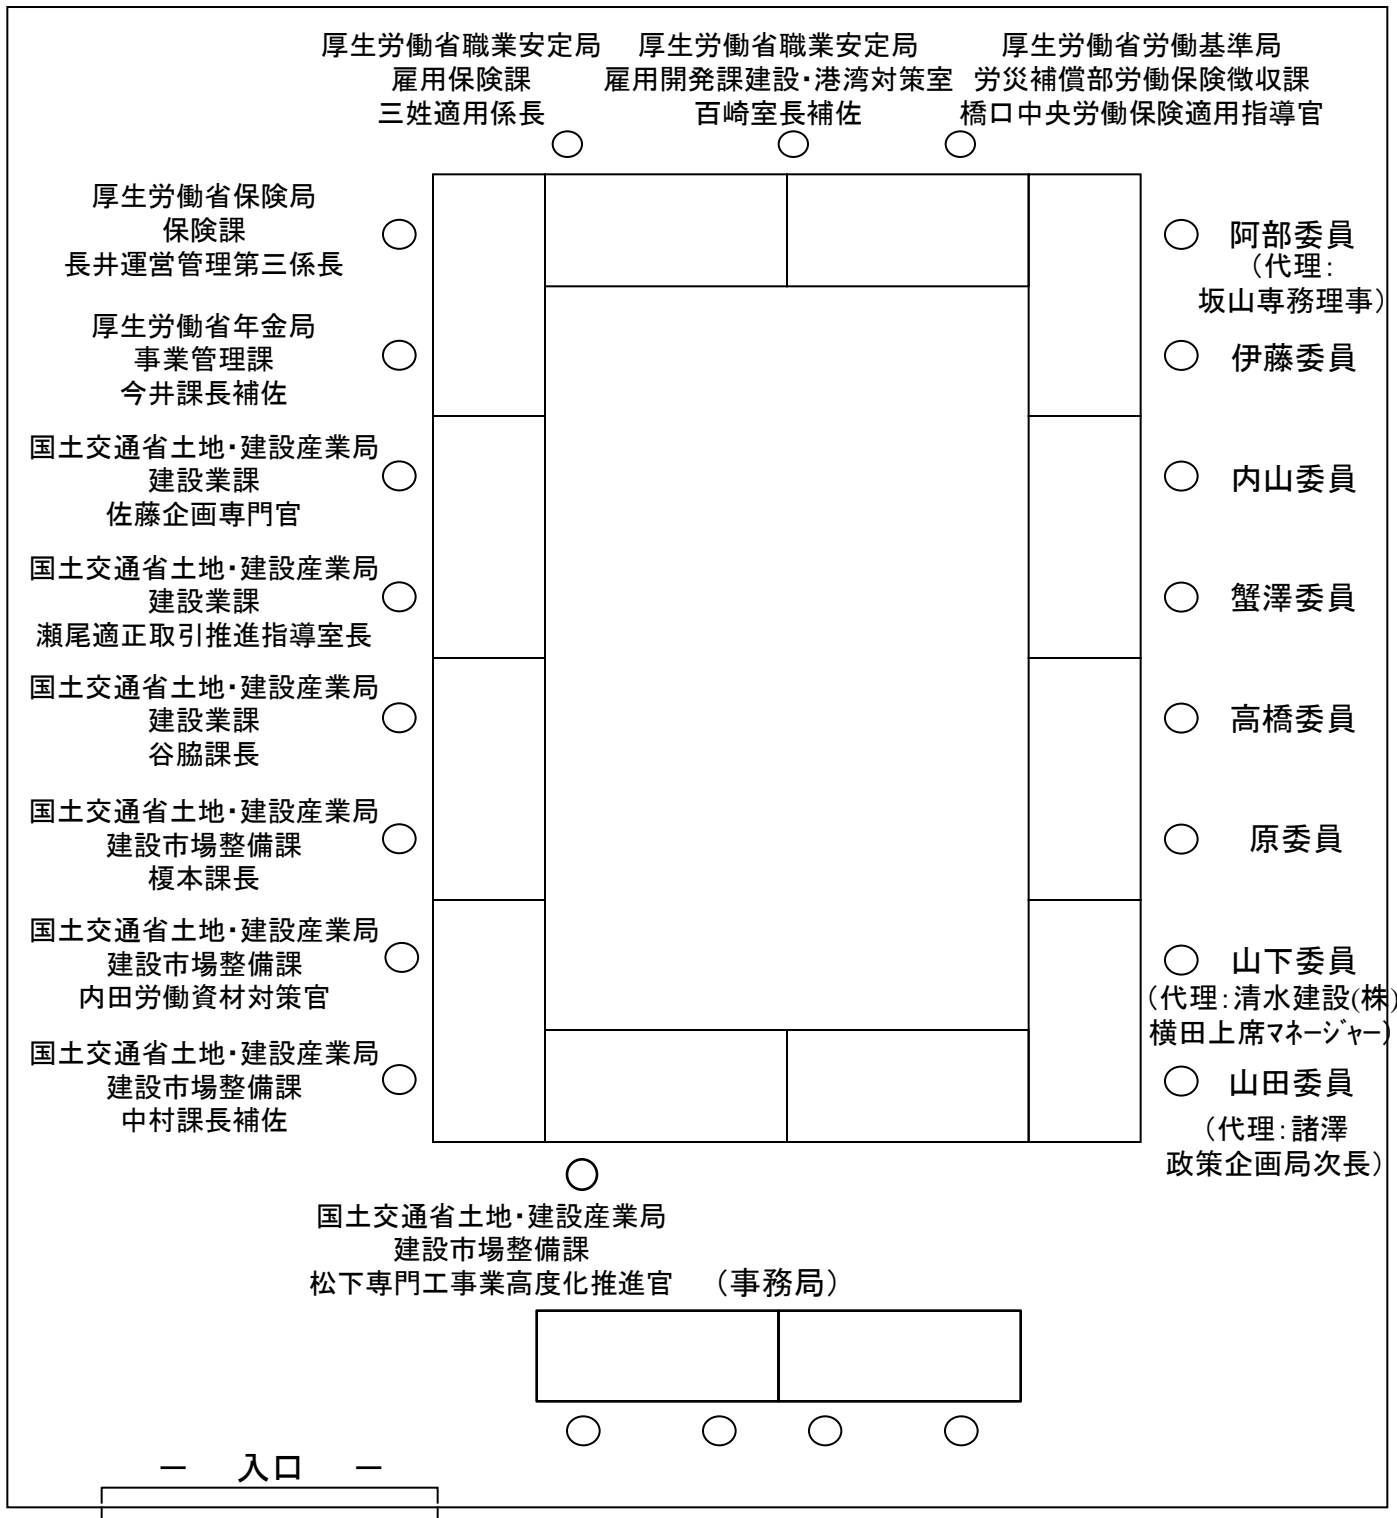 厚生労働省職業安定局
雇用保険課
三姓適用係長
厚生労働省職業安定局
雇用開発課建設・港湾対策室
百崎室長補佐
厚生労働省労働基準局
労災補償部労働保険徴収課
橋口中央労働保険適用指導官
厚生労働省保険局
保険課
長井運営管理第三係長
厚生労働省年金局
事業管理課
今井課長補佐
国土交通省土地・建設産業局
建設業課
佐藤企画専門官
国土交通省土地・建設産業局
建設業課
瀬尾適正取引推進指導室長
国土交通省土地・建設産業局
建設業課
谷脇課長
国土交通省土地・建設産業局
建設市場整備課
榎本課長
国土交通省土地・建設産業局
建設市場整備課
内田労働資材対策官
国土交通省土地・建設産業局
建設市場整備課
中村課長補佐
阿部委員
（代理：
坂山専務理事）
伊藤委員
内山委員
蟹澤委員
高橋委員
原委員
山下委員
（代理：清水建設(株)
横田上席ﾏﾈｰｼﾞｬｰ）
山田委員
（代理：諸澤
政策企画局次長）
国土交通省土地・建設産業局
建設市場整備課
松下専門工事業高度化推進官
（事務局）
－ 入口 －